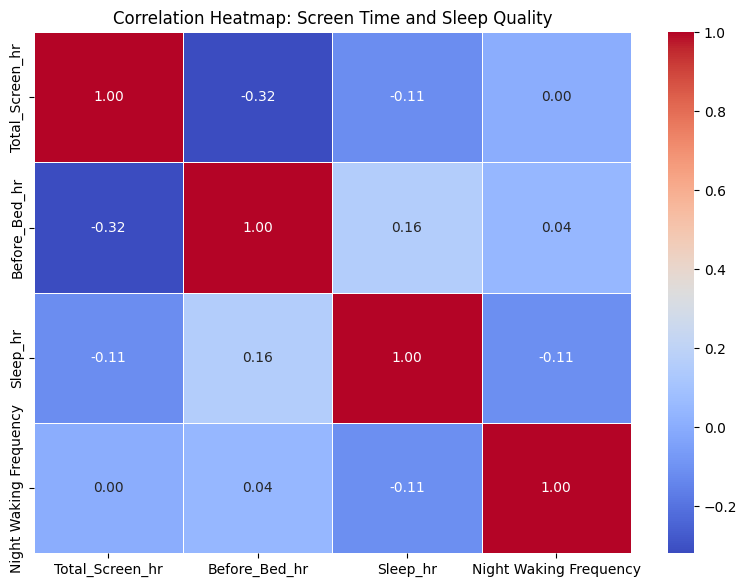 Correlation Heatmap: Screen Time and Sleep Quality
Total_Screen_hr
1.00 -0.32 -0.11 0.00
Before_Bed_hr
-0.32 1.00 0.16 0.04
Sleep_hr
-0.11 0.16 1.00 -0.11
Night Waking Frequency
0.00 0.04 -0.11 1.00
Total_Screen_hr Before_Bed_hr Sleep_hr Night Waking Frequency
1.0
0.8
0.6
0.4
0.2
0.0
−0.2